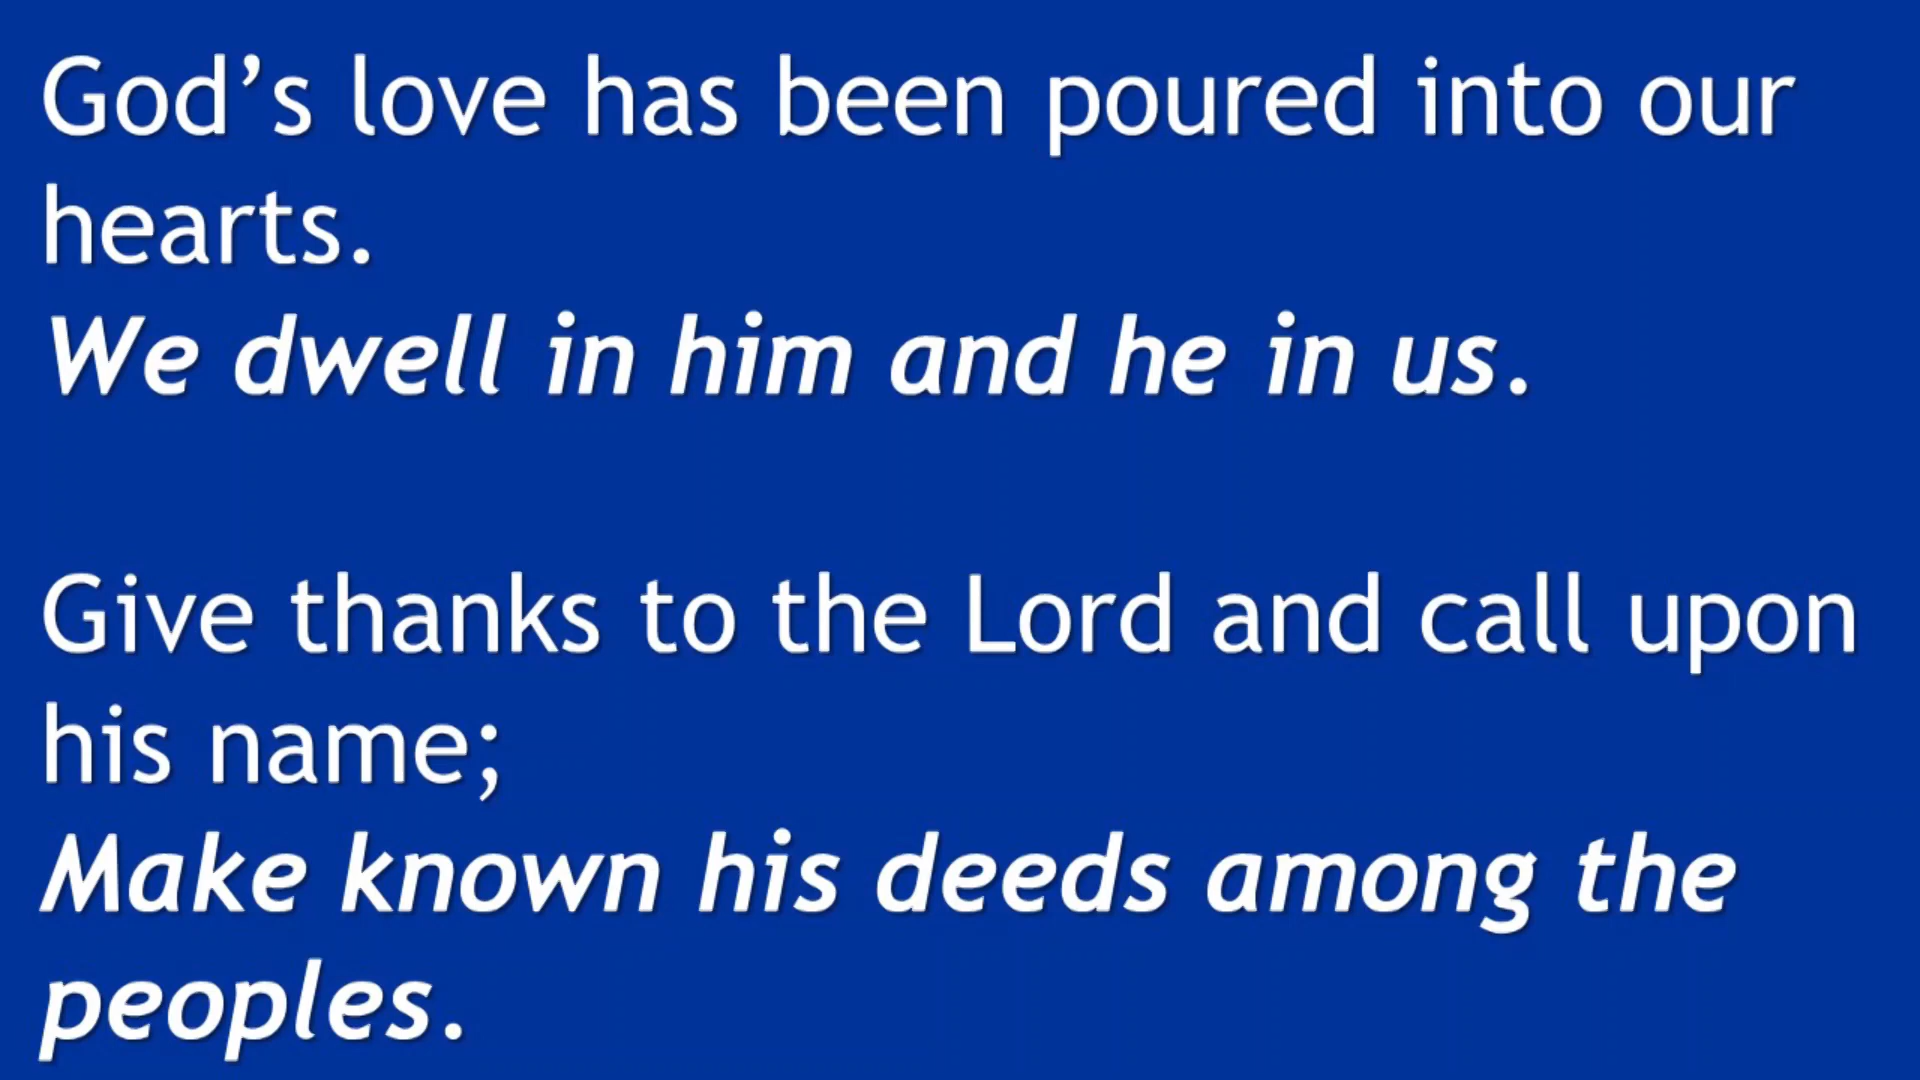 God’s love has been poured into our
hearts.
We dwell in him and he in us.
Give thanks to the Lord and call upon
his name;
Make known his deeds among the
peoples.